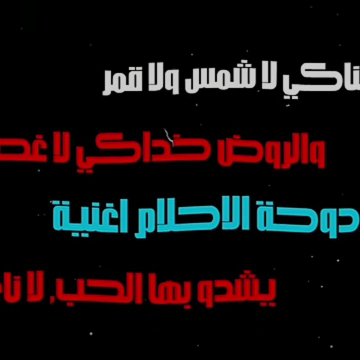 لا شمس ولا قمر
والروض خداكي لا
دوحة الاحلام اغنية
يشدو بها الحب, لا